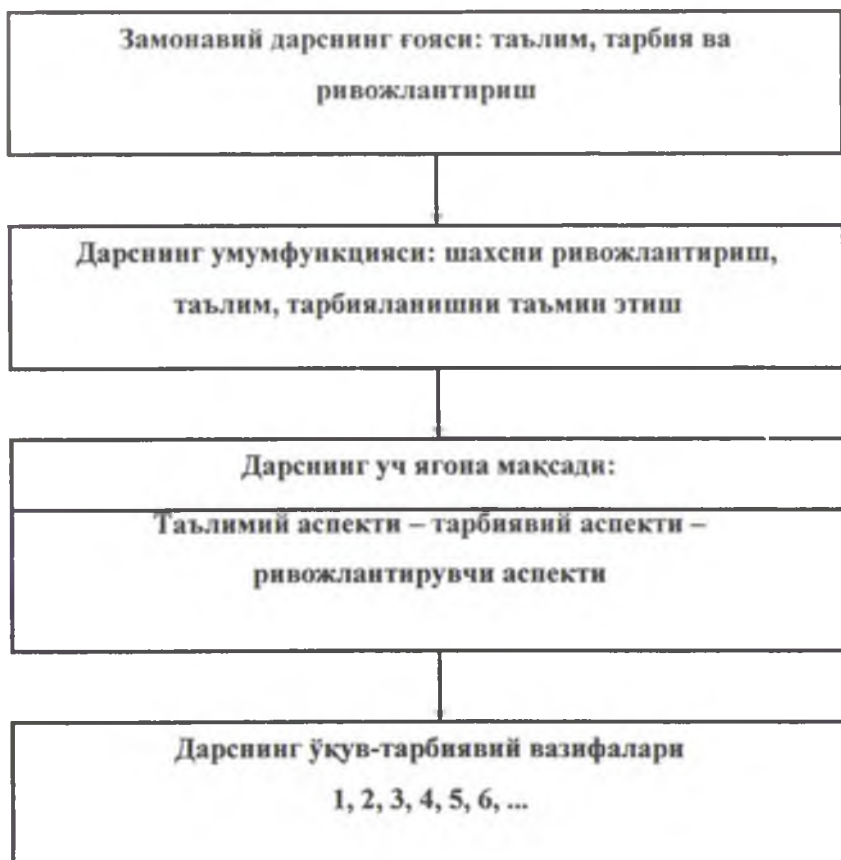 Замонавий дарснинг ғояси: таълим, тарбия ва
ривожлантириш
Дарснинг умумфункцияси: шахсни ривожлантириш,
таълим, тарбияланишни таъмин этиш
Дарснинг уч ягона мақсади:
Таълимий аспекти – тарбиявий аспекти –
ривожлантирувчи аспекти
Дарснинг ўқув-тарбиявий вазифалари
1, 2, 3, 4, 5, 6, ...